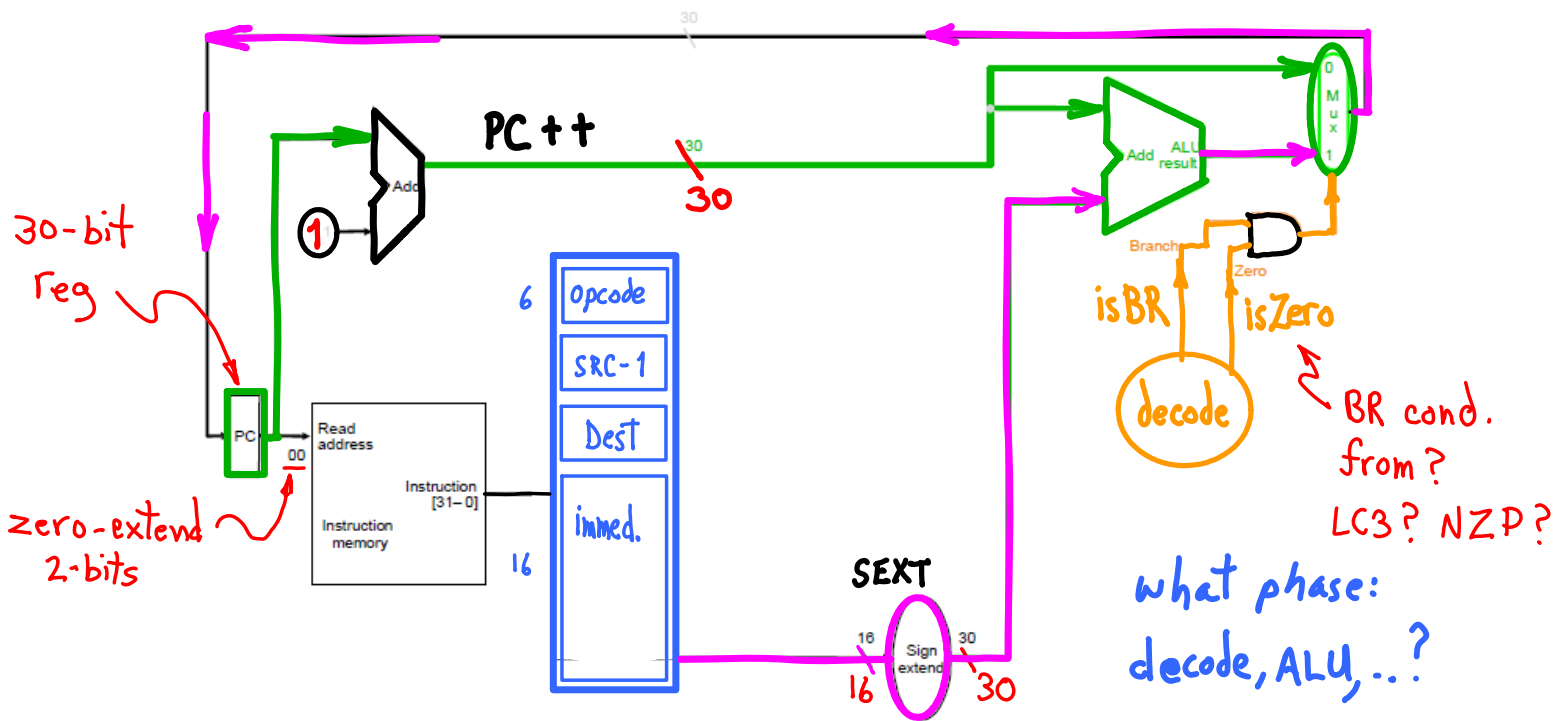 30
PC++
30
30
Add
1
0
Mux
1
Add
ALU
result
30-bit
reg
Branch
Zero
isBR
isZero
decode
BR cond.
from?
LC3? NZP?
6
opcode
SRC-1
Dest
immed.
16
PC
00
Read
address
Instruction
[31-0]
Instruction
memory
zero-extend
2-bits
SEXT
16
Sign
extend
30
16
30
what phase:
decode, ALU, ..?